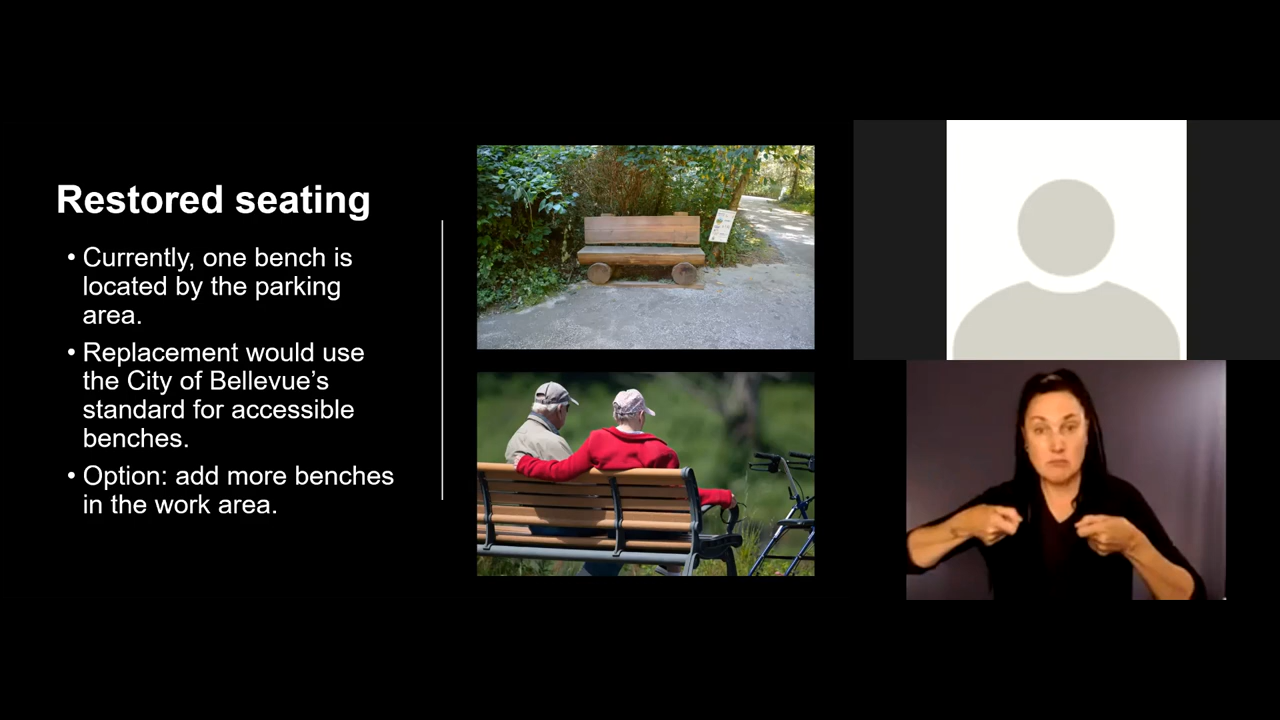 Restored seating
• Currently, one bench is
located by the parking
area.
• Replacement would use
the City of Bellevue’s
standard for accessible
benches.
• Option: add more benches
in the work area.